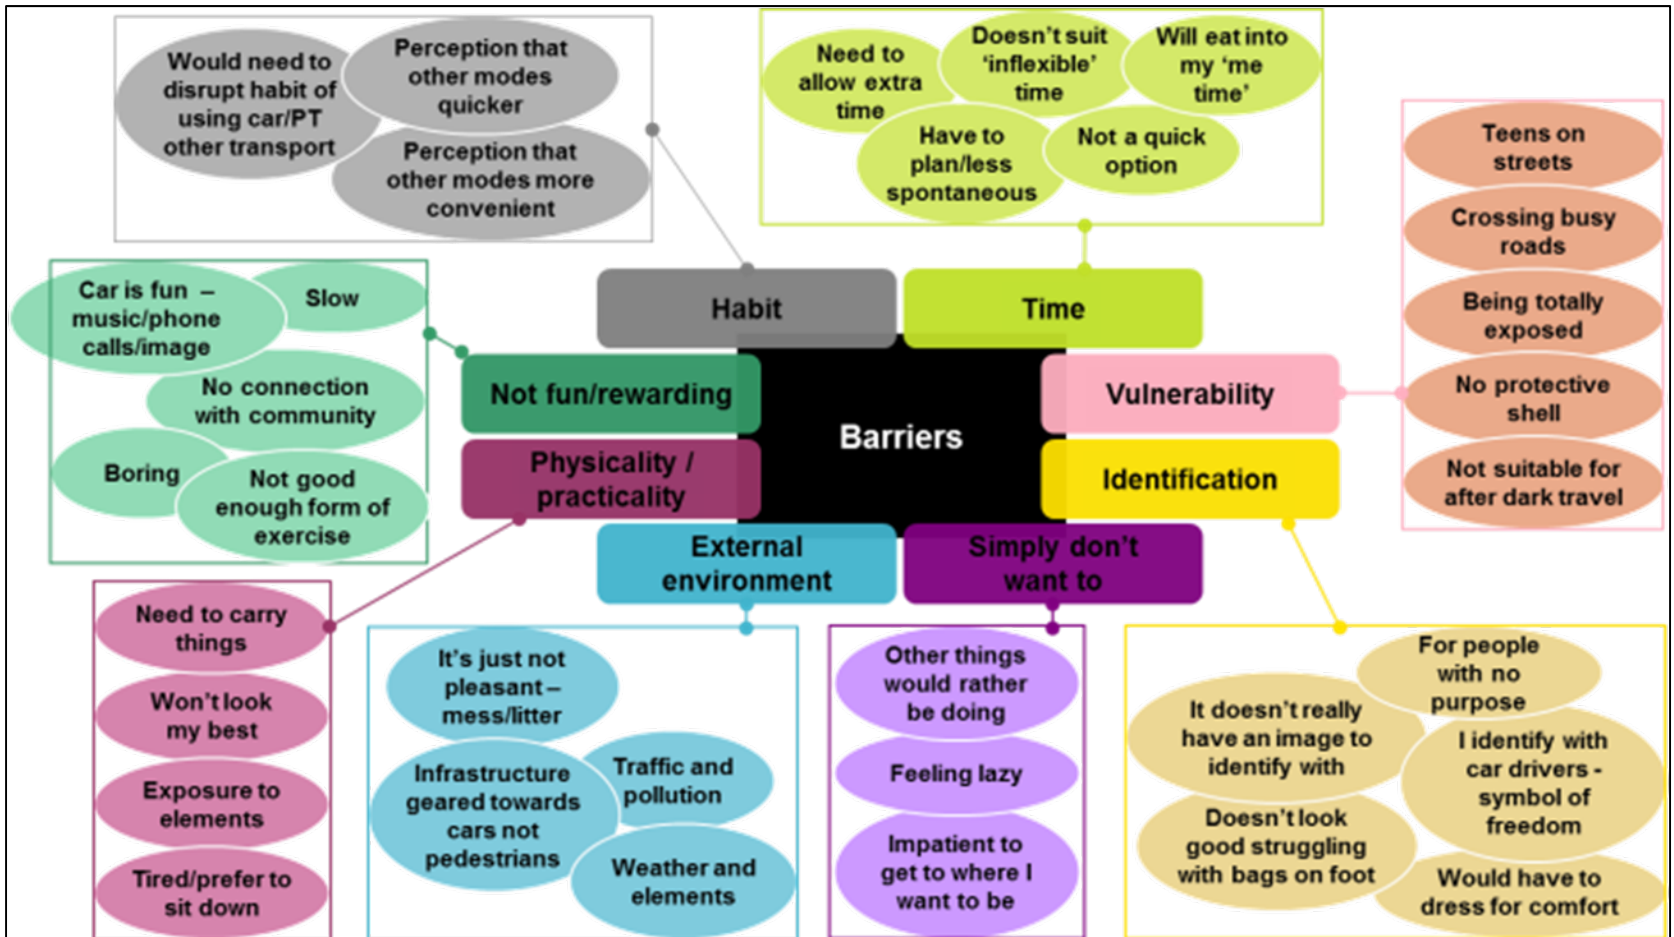 Would need to
disrupt habit of
using car/PT
other transport
Perception that
other modes
quicker
Perception that
other modes more
convenient
Need to
allow extra
time
Doesn't suit
‘inflexible’
time
Will eat into
my ‘me
time’
Have to
plan/less
spontaneous
Not a quick
option
Teens on
streets
Crossing busy
roads
Being totally
exposed
No protective
shell
Not suitable for
after dark travel
Car is fun –
music/phone
calls/image
Slow
No connection
with community
Boring
Not good
enough form of
exercise
Habit
Time
Not fun/rewarding
Vulnerability
Barriers
Physicality /
practicality
Identification
External
environment
Simply don't
want to
Need to carry
things
Won't look
my best
Exposure to
elements
Tired/prefer to
sit down
It's just not
pleasant –
mess/litter
Infrastructure
geared towards
cars not
pedestrians
Traffic and
pollution
Weather and
elements
Other things
would rather
be doing
Feeling lazy
Impatient to
get to where I
want to be
For people
with no
purpose
It doesn't really
have an image to
identify with
I identify with
car drivers -
symbol of
freedom
Doesn't look
good struggling
with bags on foot
Would have to
dress for comfort